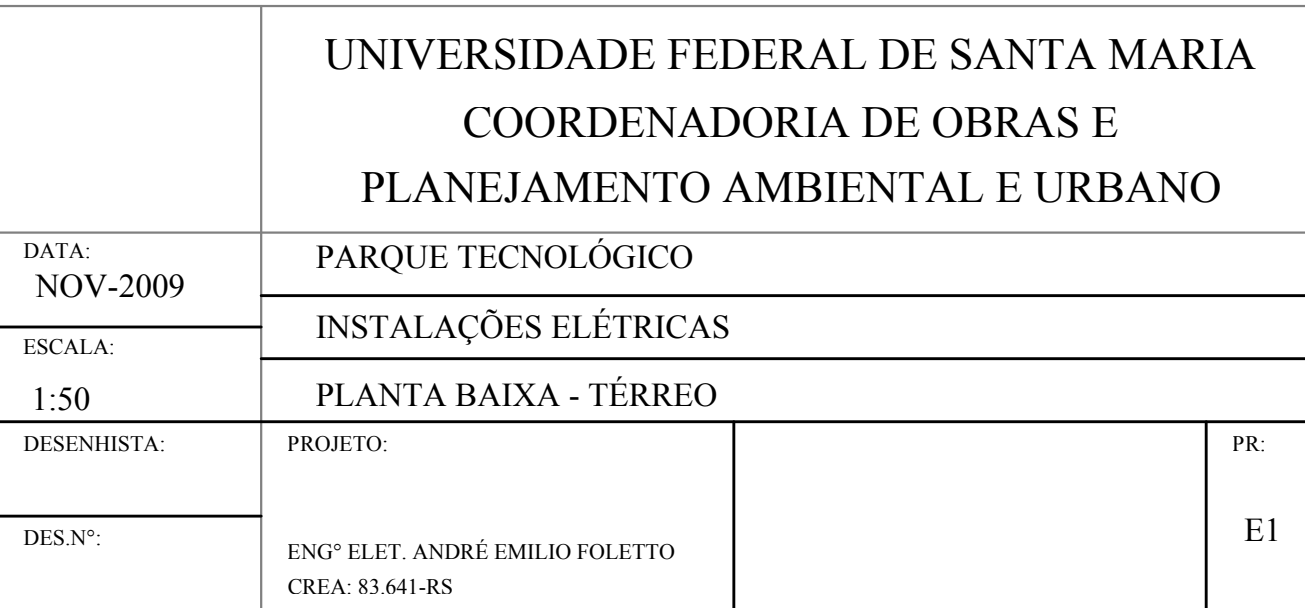 UNIVERSIDADE FEDERAL DE SANTA MARIA
COORDENADORIA DE OBRAS E
PLANEJAMENTO AMBIENTAL E URBANO
DATA:
NOV-2009
PARQUE TECNOLÓGICO
INSTALAÇÕES ELÉTRICAS
ESCALA:
1:50
PLANTA BAIXA - TÉRREO
DESENHISTA:
PROJETO:
PR:
DES.N°:
E1
ENG° ELET. ANDRÉ EMILIO FOLETTO
CREA: 83.641-RS